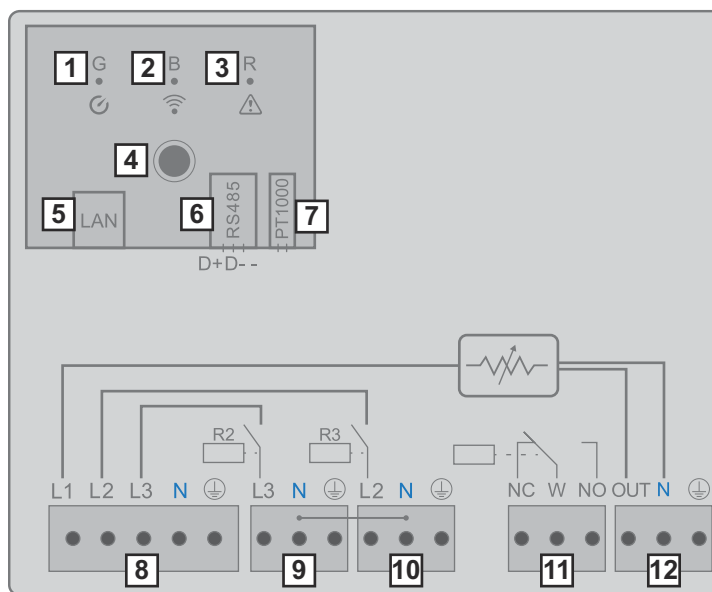 1 G 2 B 3 R
4
5 LAN 6 RS485 PT1000 7
D+D- -
R2 R3
L1 L2 L3 N L3 N L2 N NC W NO OUT N
8 9 10 11 12